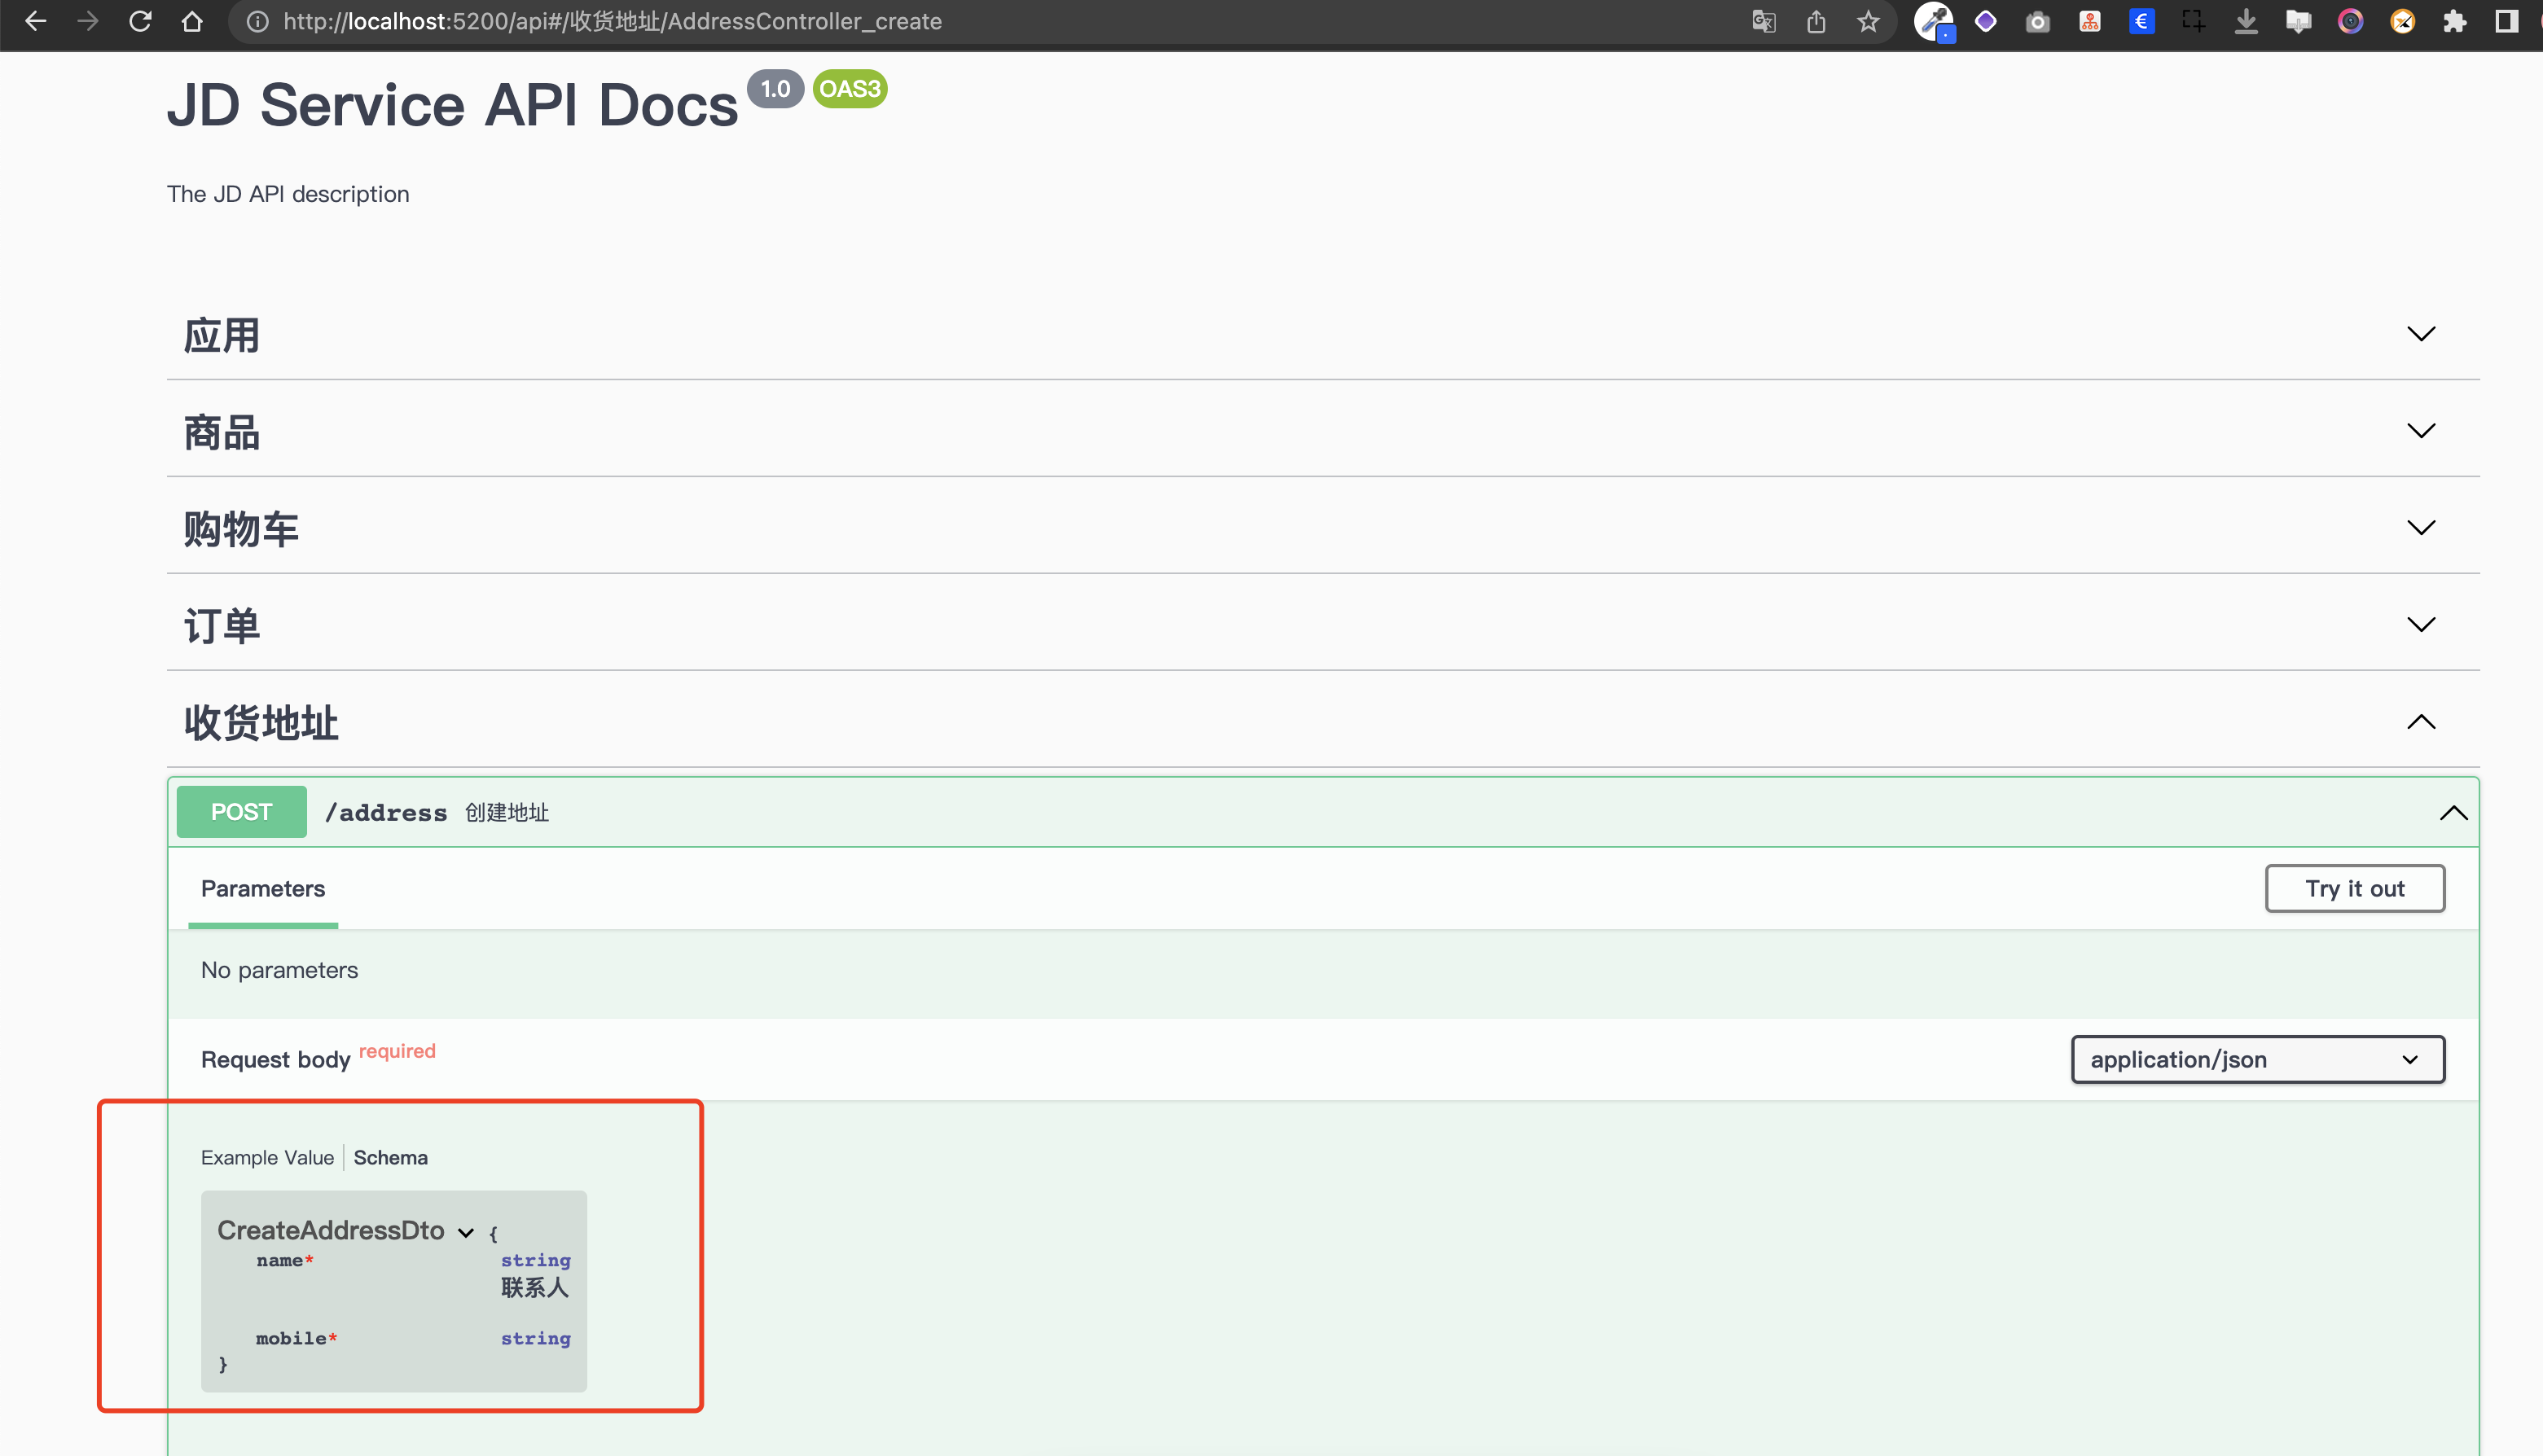 http://localhost:5200/api#/收货地址/AddressController_create
JD Service API Docs 1.0 OAS3
The JD API description
应用
商品
购物车
订单
收货地址
POST /address 创建地址
Parameters Try it out
No parameters
Request body required application/json
Example Value Schema
CreateAddressDto {
name* string
联系人
mobile* string
}